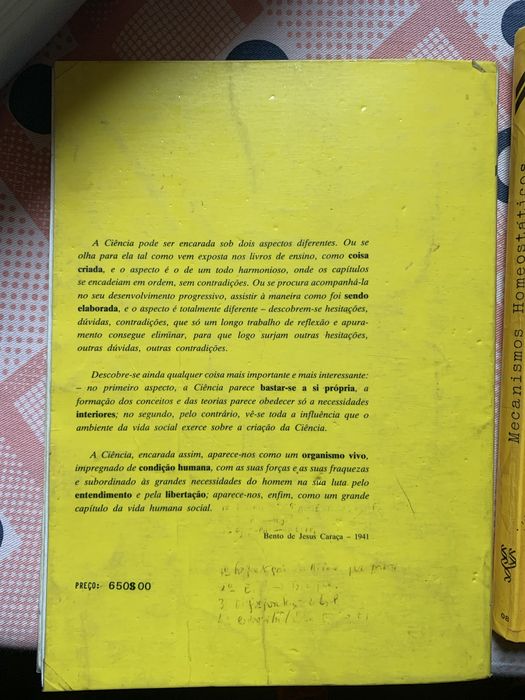 A Ciência pode ser encarada sob dois aspectos diferentes. Ou se
olha para ela tal como vem exposta nos livros de ensino, como coisa
criada, e o aspecto é o de um todo harmonioso, onde os capítulos
se encadeiam em ordem, sem contradições. Ou se procura acompanhá-la
no seu desenvolvimento progressivo, assistir à maneira como foi sendo
elaborada, e o aspecto é totalmente diferente – descobrem-se hesitações,
dúvidas, contradições, que só um longo trabalho de reflexão e apura-
mento consegue eliminar, para que logo surjam outras hesitações,
outras dúvidas, outras contradições.
Descobre-se ainda qualquer coisa mais importante e mais interessante:
– no primeiro aspecto, a Ciência parece bastar-se a si própria, a
formação dos conceitos e das teorias parece obedecer só a necessidades
interiores; no segundo, pelo contrário, vê-se toda a influência que o
ambiente da vida social exerce sobre a criação da Ciência.
A Ciência, encarada assim, aparece-nos como um organismo vivo,
impregnado de condição humana, com as suas forças e as suas fraquezas
e subordinado às grandes necessidades do homem na sua luta pelo
entendimento e pela libertação; aparece-nos, enfim, como um grande
capítulo da vida humana social.
Bento de Jesus Caraça – 1941
PREÇO:- 650$00
Mecanismos Homeostáticos
08